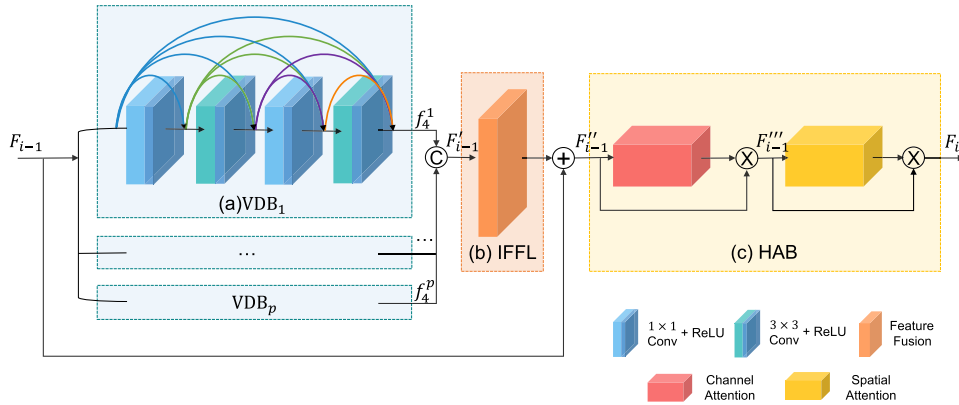 F_{i−1}
f_4^1
F'_{i−1}
C
F''_{i−1}
F'''_{i−1}
F_i
X
X
(a)VDB₁
(b) IFFL
(c) HAB
...
...
f_4^p
VDB_p
1 × 1
Conv + ReLU
3 × 3
Conv + ReLU
Feature
Fusion
Channel
Attention
Spatial
Attention